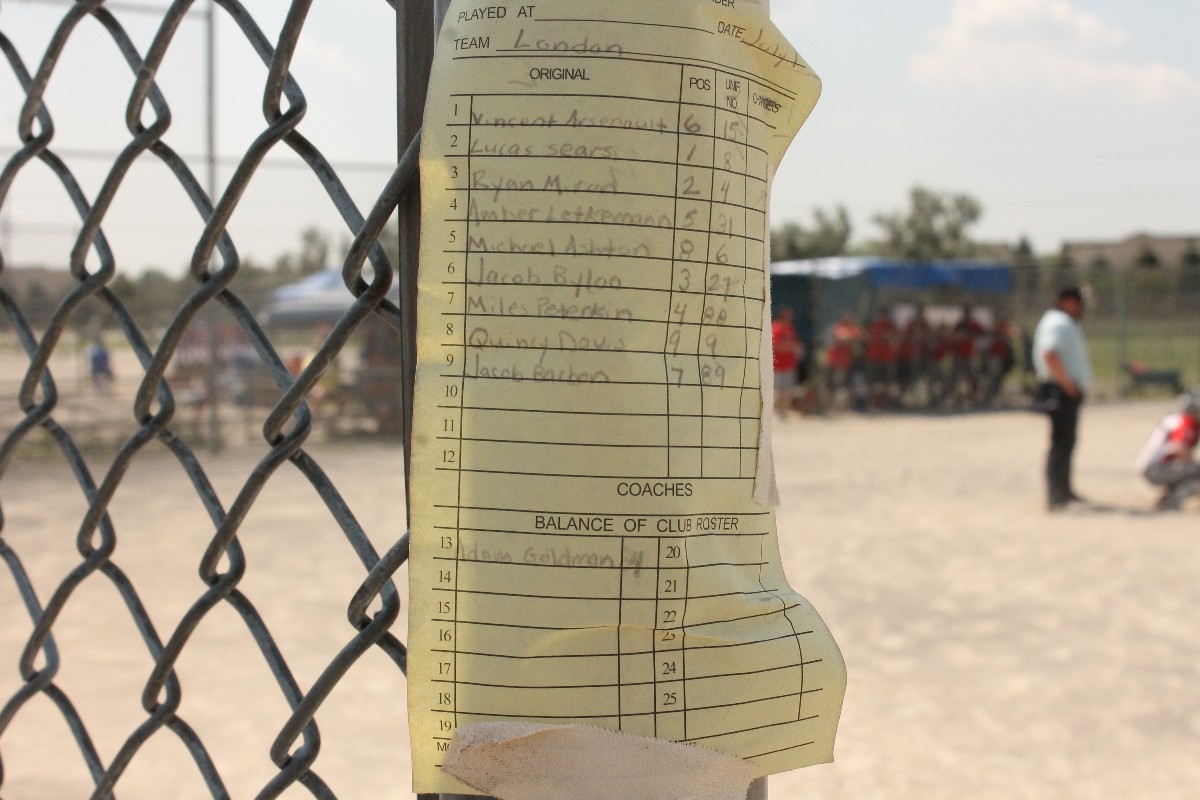 PLAYED AT
DATE July
TEAM London
ORIGINAL POS UNIF. NO. CHANGES
1 Vincent Arsenault 6 15
2 Lucas Sears 1 8
3 Ryan 2 4
4 Amber Letkemann 5 31
5 Michael Ashton 8 6
6 Jacob 3 27
7 Miles Peterkin 4 88
8 Quincy Davis 9 9
9 Jacob Barbon 7 89
10
11
12
COACHES
BALANCE OF CLUB ROSTER
13 Adam Goldman 20
14 21
15 22
16 23
17 24
18 25
19